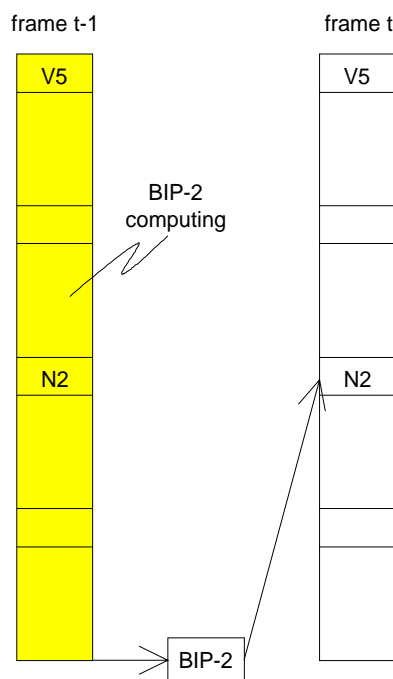 frame t-1
frame t
V5
V5
BIP-2
computing
N2
N2
BIP-2